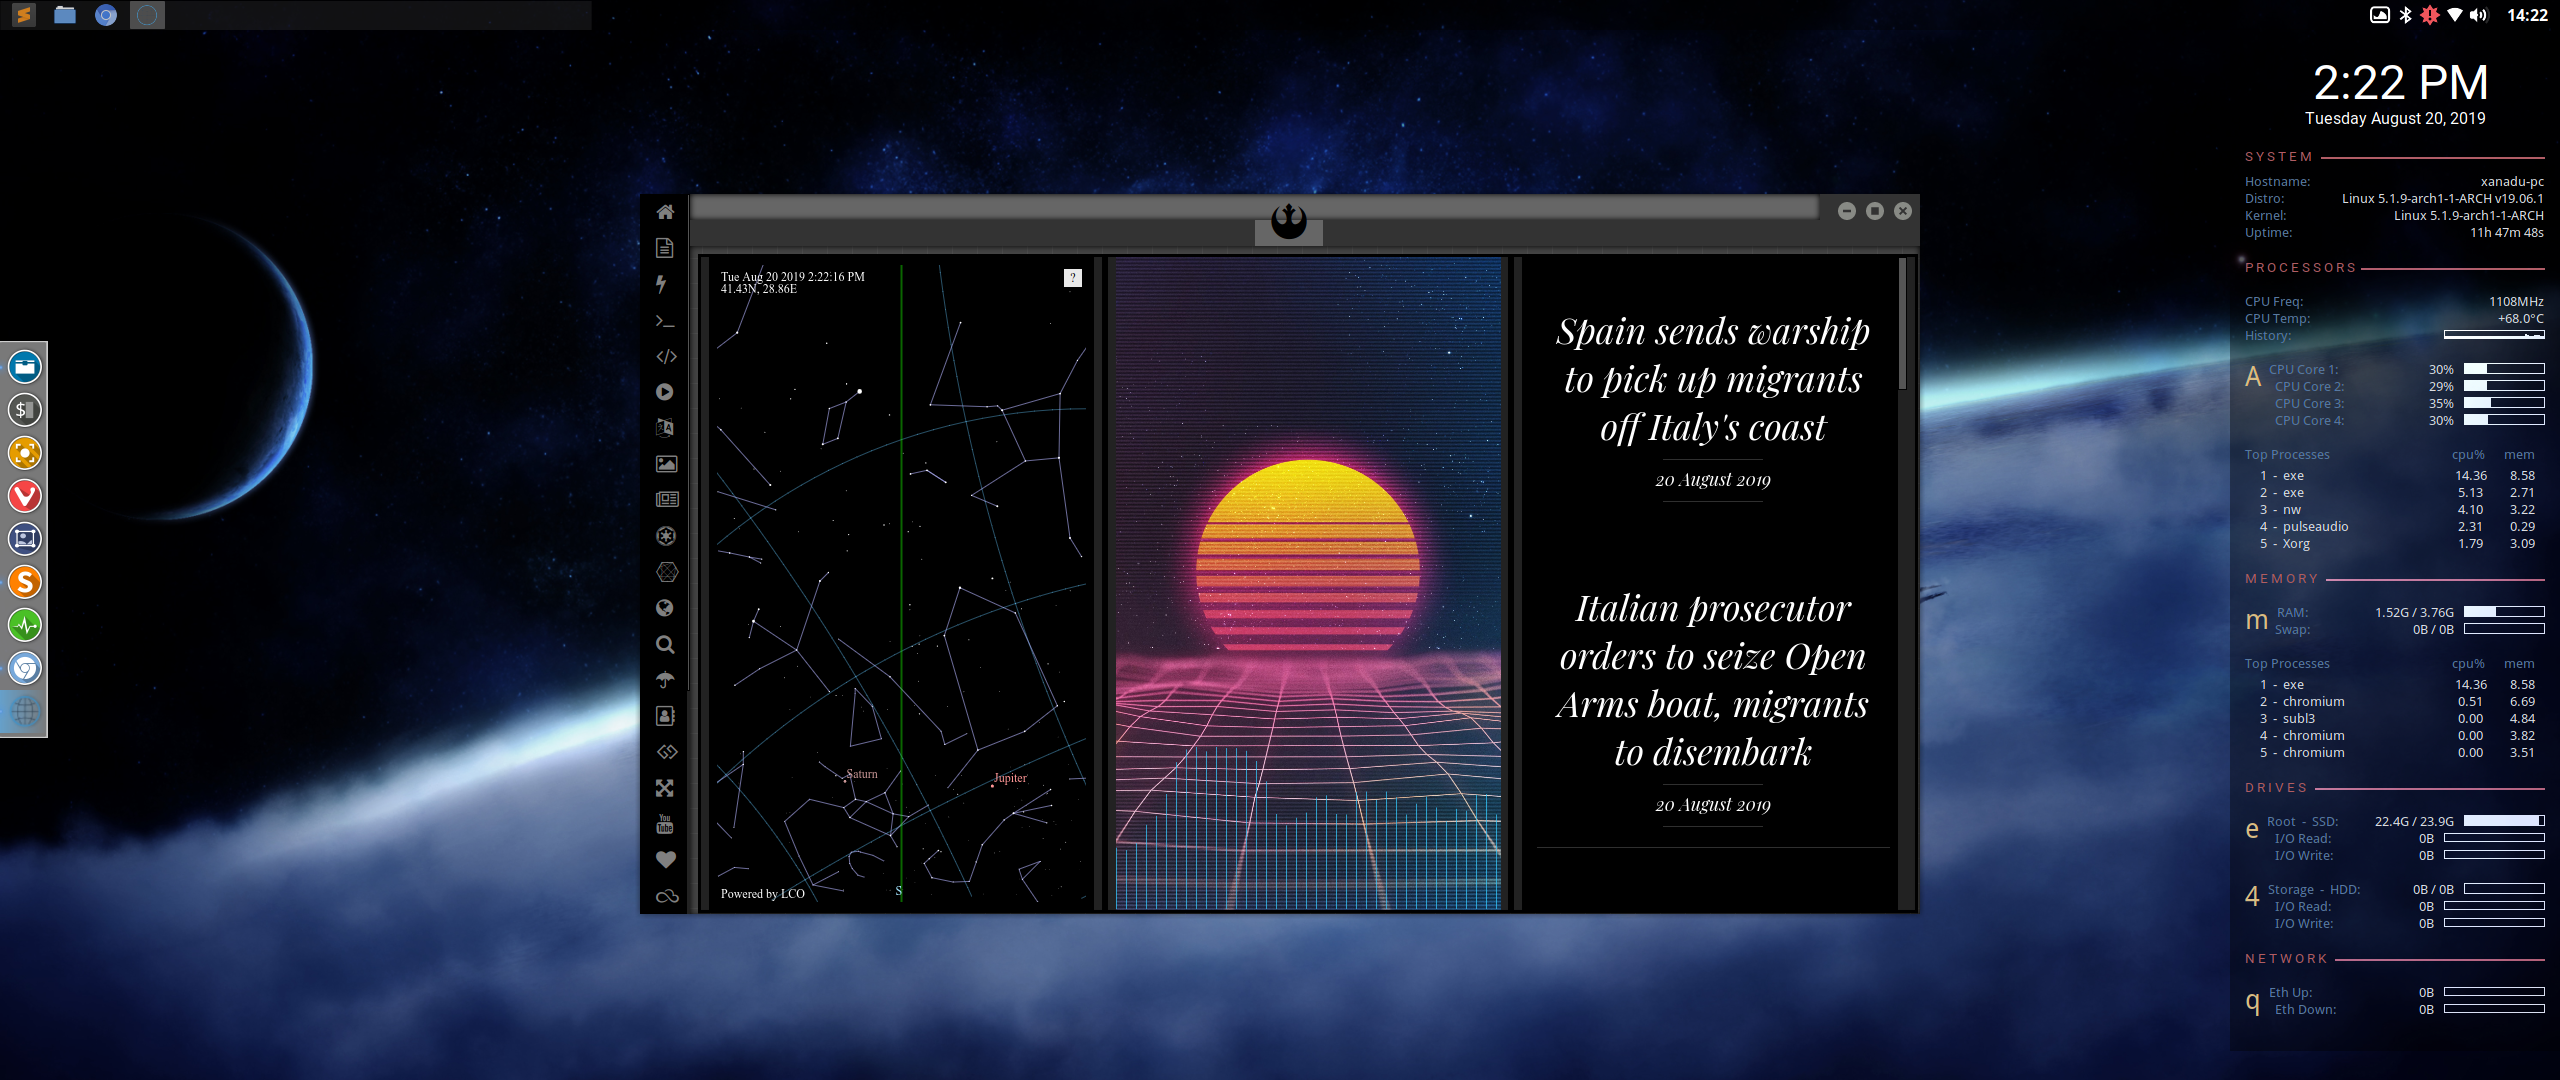 14:22
2:22 PM
Tuesday August 20, 2019
SYSTEM
Hostname: xanadu-pc
Distro: Linux 5.1.9-arch1-1-ARCH v19.06.1
Kernel: Linux 5.1.9-arch1-1-ARCH
Uptime: 11h 47m 48s
PROCESSORS
CPU Freq: 1108MHz
CPU Temp: +68.0°C
History:
A CPU Core 1: 30%
CPU Core 2: 29%
CPU Core 3: 35%
CPU Core 4: 30%
Top Processes cpu% mem
1 - exe 14.36 8.58
2 - exe 5.13 2.71
3 - nw 4.10 3.22
4 - pulseaudio 2.31 0.29
5 - Xorg 1.79 3.09
MEMORY
m RAM: 1.52G / 3.76G
Swap: 0B / 0B
Top Processes cpu% mem
1 - exe 14.36 8.58
2 - chromium 0.51 6.69
3 - subl3 0.00 4.84
4 - chromium 0.00 3.82
5 - chromium 0.00 3.51
DRIVES
e Root - SSD: 22.4G / 23.9G
I/O Read: 0B
I/O Write: 0B
4 Storage - HDD: 0B / 0B
I/O Read: 0B
I/O Write: 0B
NETWORK
q Eth Up: 0B
Eth Down: 0B
Tue Aug 20 2019 2:22:16 PM
41.43N, 28.86E
?
Saturn
Jupiter
S
Powered by LCO
You
Tube
Spain sends warship
to pick up migrants
off Italy's coast
20 August 2019
Italian prosecutor
orders to seize Open
Arms boat, migrants
to disembark
20 August 2019